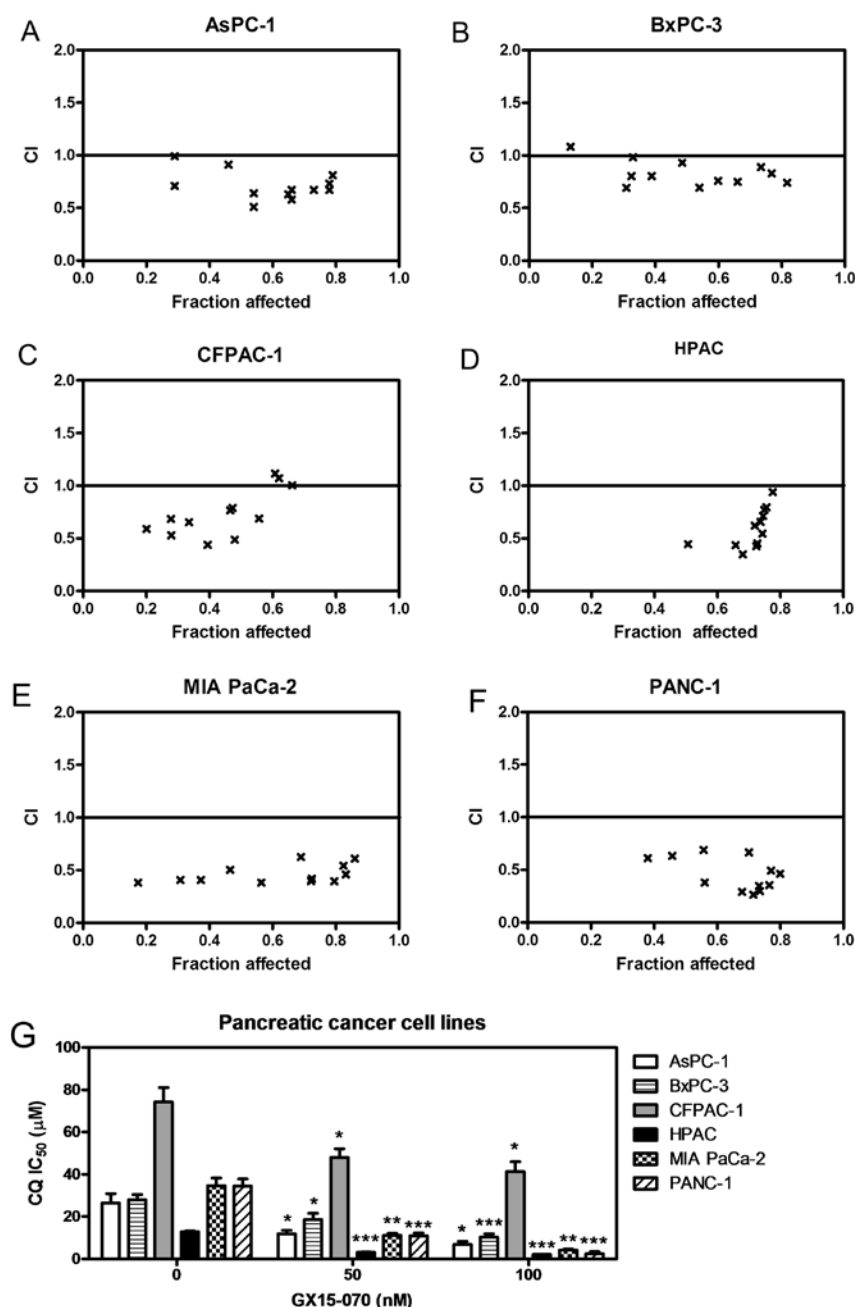 A
AsPC-1
2.0
1.5
1.0
0.5
0.0
CI
0.0 0.2 0.4 0.6 0.8 1.0
Fraction affected
B
BxPC-3
2.0
1.5
1.0
0.5
0.0
CI
0.0 0.2 0.4 0.6 0.8 1.0
Fraction affected
C
CFPAC-1
2.0
1.5
1.0
0.5
0.0
CI
0.0 0.2 0.4 0.6 0.8 1.0
Fraction affected
D
HPAC
2.0
1.5
1.0
0.5
0.0
CI
0.0 0.2 0.4 0.6 0.8 1.0
Fraction affected
E
MIA PaCa-2
2.0
1.5
1.0
0.5
0.0
CI
0.0 0.2 0.4 0.6 0.8 1.0
Fraction affected
F
PANC-1
2.0
1.5
1.0
0.5
0.0
CI
0.0 0.2 0.4 0.6 0.8 1.0
Fraction affected
G
Pancreatic cancer cell lines
100
80
60
40
20
0
CQ IC50 (μM)
* * * *** ** ***
* *** * *** ** ***
0 50 100
GX15-070 (nM)
AsPC-1
BxPC-3
CFPAC-1
HPAC
MIA PaCa-2
PANC-1